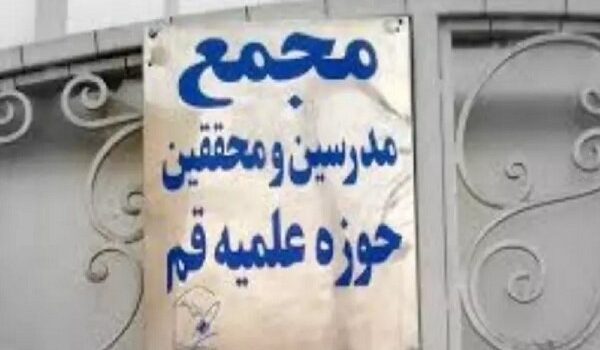 مجمع
مدرسین و محققین
حوزه علمیه قم